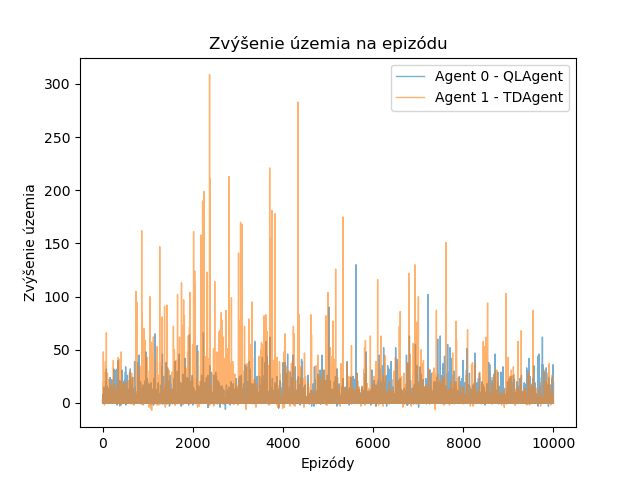 Zvýšenie územia na epizódu
Agent 0 - QLAgent
Agent 1 - TDAgent
Zvýšenie územia
300
250
200
150
100
50
0
0 2000 4000 6000 8000 10000
Epizódy